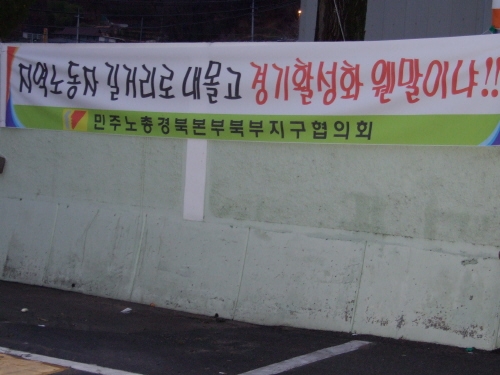 지역노동자 길거리로 내몰고 경기활성화 웬말이냐!!
민주노총경북본부북부지구협의회